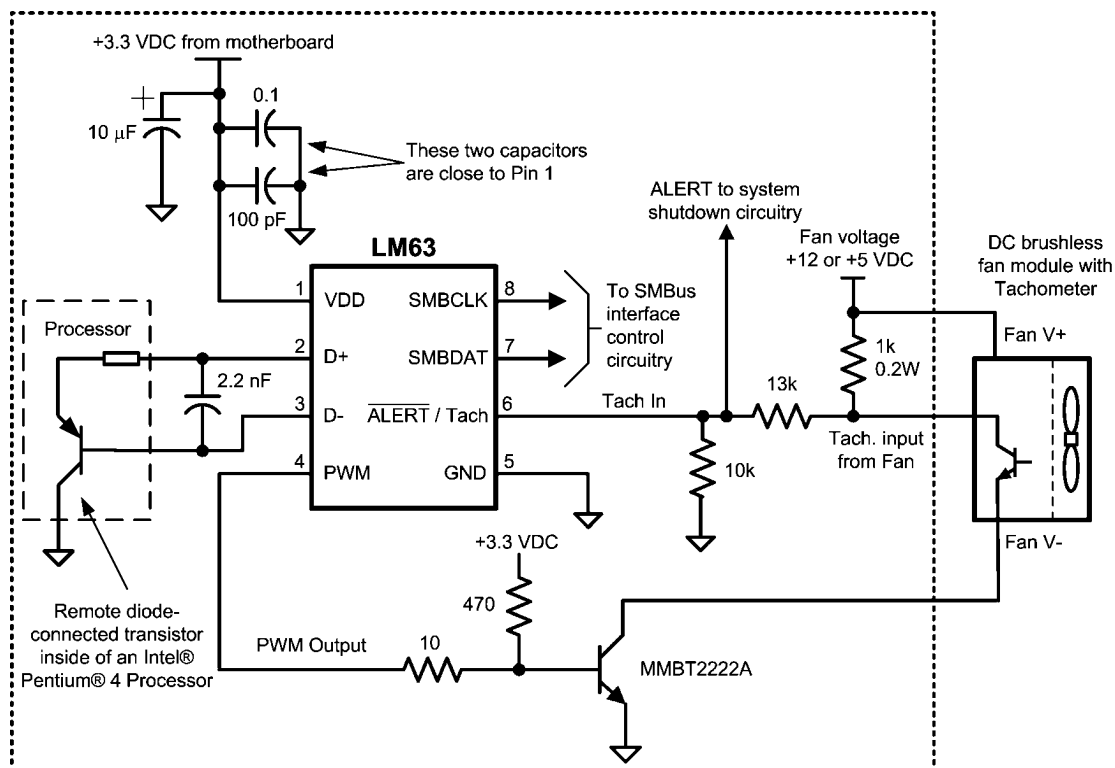 +3.3 VDC from motherboard
+
10 μF
0.1
100 pF
These two capacitors
are close to Pin 1
ALERT to system
shutdown circuitry
Fan voltage
+12 or +5 VDC
DC brushless
fan module with
Tachometer
LM63
1
VDD
SMBCLK
8
To SMBus
interface
control
circuitry
Processor
2
D+
SMBDAT
7
2.2 nF
3
D-
ALERT / Tach
6
Tach In
13k
1k
0.2W
Fan V+
4
PWM
GND
5
10k
Tach. input
from Fan
Fan V-
+3.3 VDC
470
Remote diode-
connected transistor
inside of an Intel®
Pentium® 4 Processor
PWM Output
10
MMBT2222A